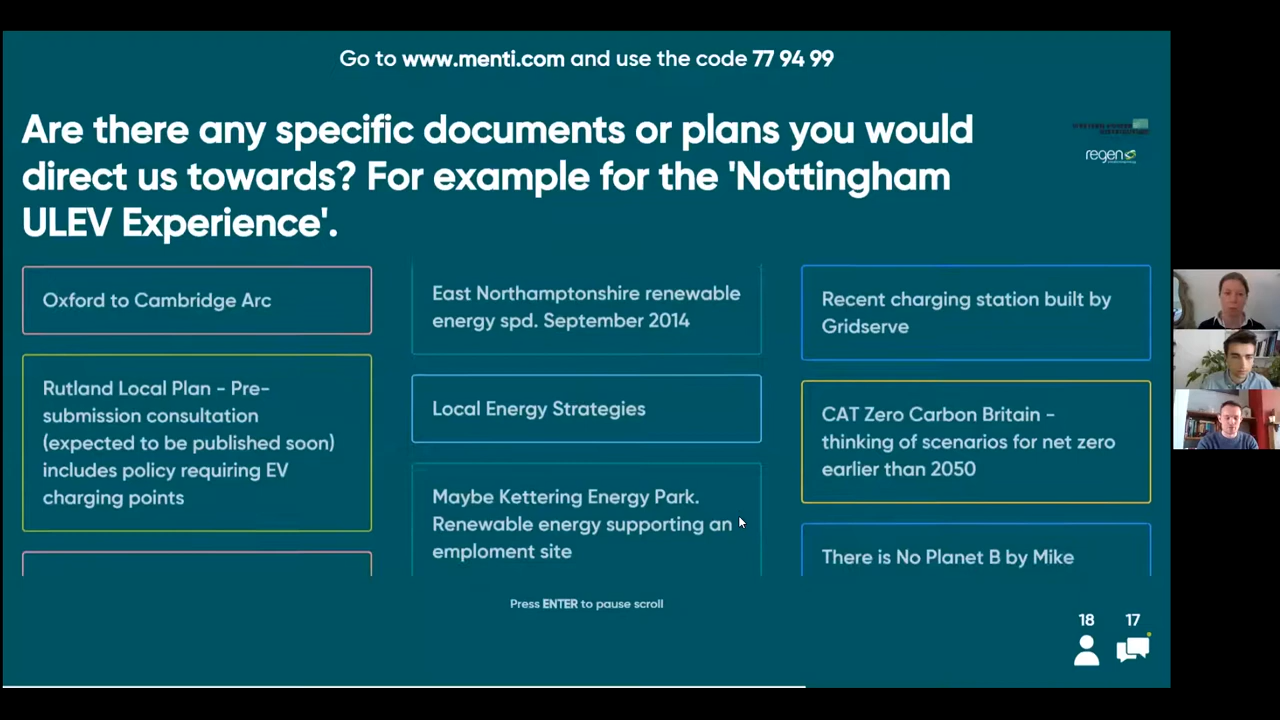 Go to www.menti.com and use the code 77 94 99
Are there any specific documents or plans you would
direct us towards? For example for the 'Nottingham
ULEV Experience'.
regen
Oxford to Cambridge Arc
Rutland Local Plan - Pre-
submission consultation
(expected to be published soon)
includes policy requiring EV
charging points
East Northamptonshire renewable
energy spd. September 2014
Local Energy Strategies
Maybe Kettering Energy Park.
Renewable energy supporting an
emploment site
Recent charging station built by
Gridserve
CAT Zero Carbon Britain -
thinking of scenarios for net zero
earlier than 2050
There is No Planet B by Mike
Press ENTER to pause scroll
18
17